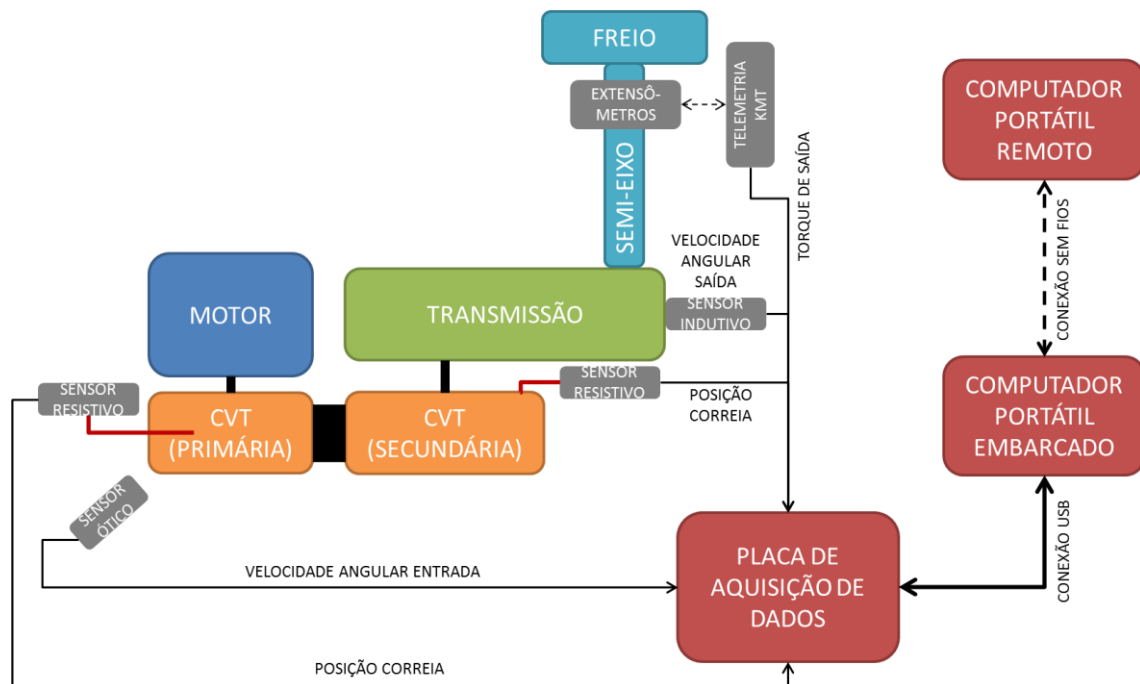 FREIO
EXTENSÔ-
METROS
TELEMETRIA
KMT
SEMI-EIXO
TORQUE DE SAÍDA
COMPUTADOR
PORTÁTIL
REMOTO
CONEXÃO SEM FIOS
VELOCIDADE
ANGULAR
SAÍDA
MOTOR
TRANSMISSÃO
SENSOR
INDUTIVO
SENSOR
RESISTIVO
SENSOR
RESISTIVO
POSIÇÃO
CORREIA
CVT
(PRIMÁRIA)
CVT
(SECUNDÁRIA)
COMPUTADOR
PORTÁTIL
EMBARCADO
SENSOR
ÓTICO
CONEXÃO USB
VELOCIDADE ANGULAR ENTRADA
PLACA DE
AQUISIÇÃO DE
DADOS
POSIÇÃO CORREIA